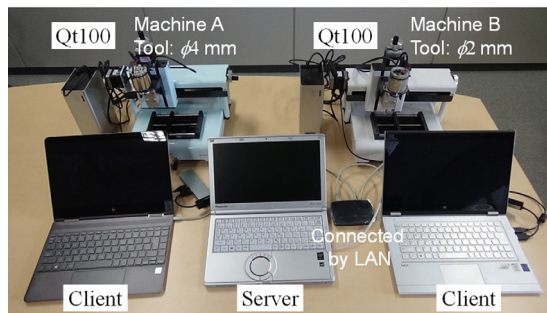 Qt100
Machine A
Tool: ϕ4 mm
Qt100
Machine B
Tool: ϕ2 mm
Connected
by LAN
Client
Server
Client